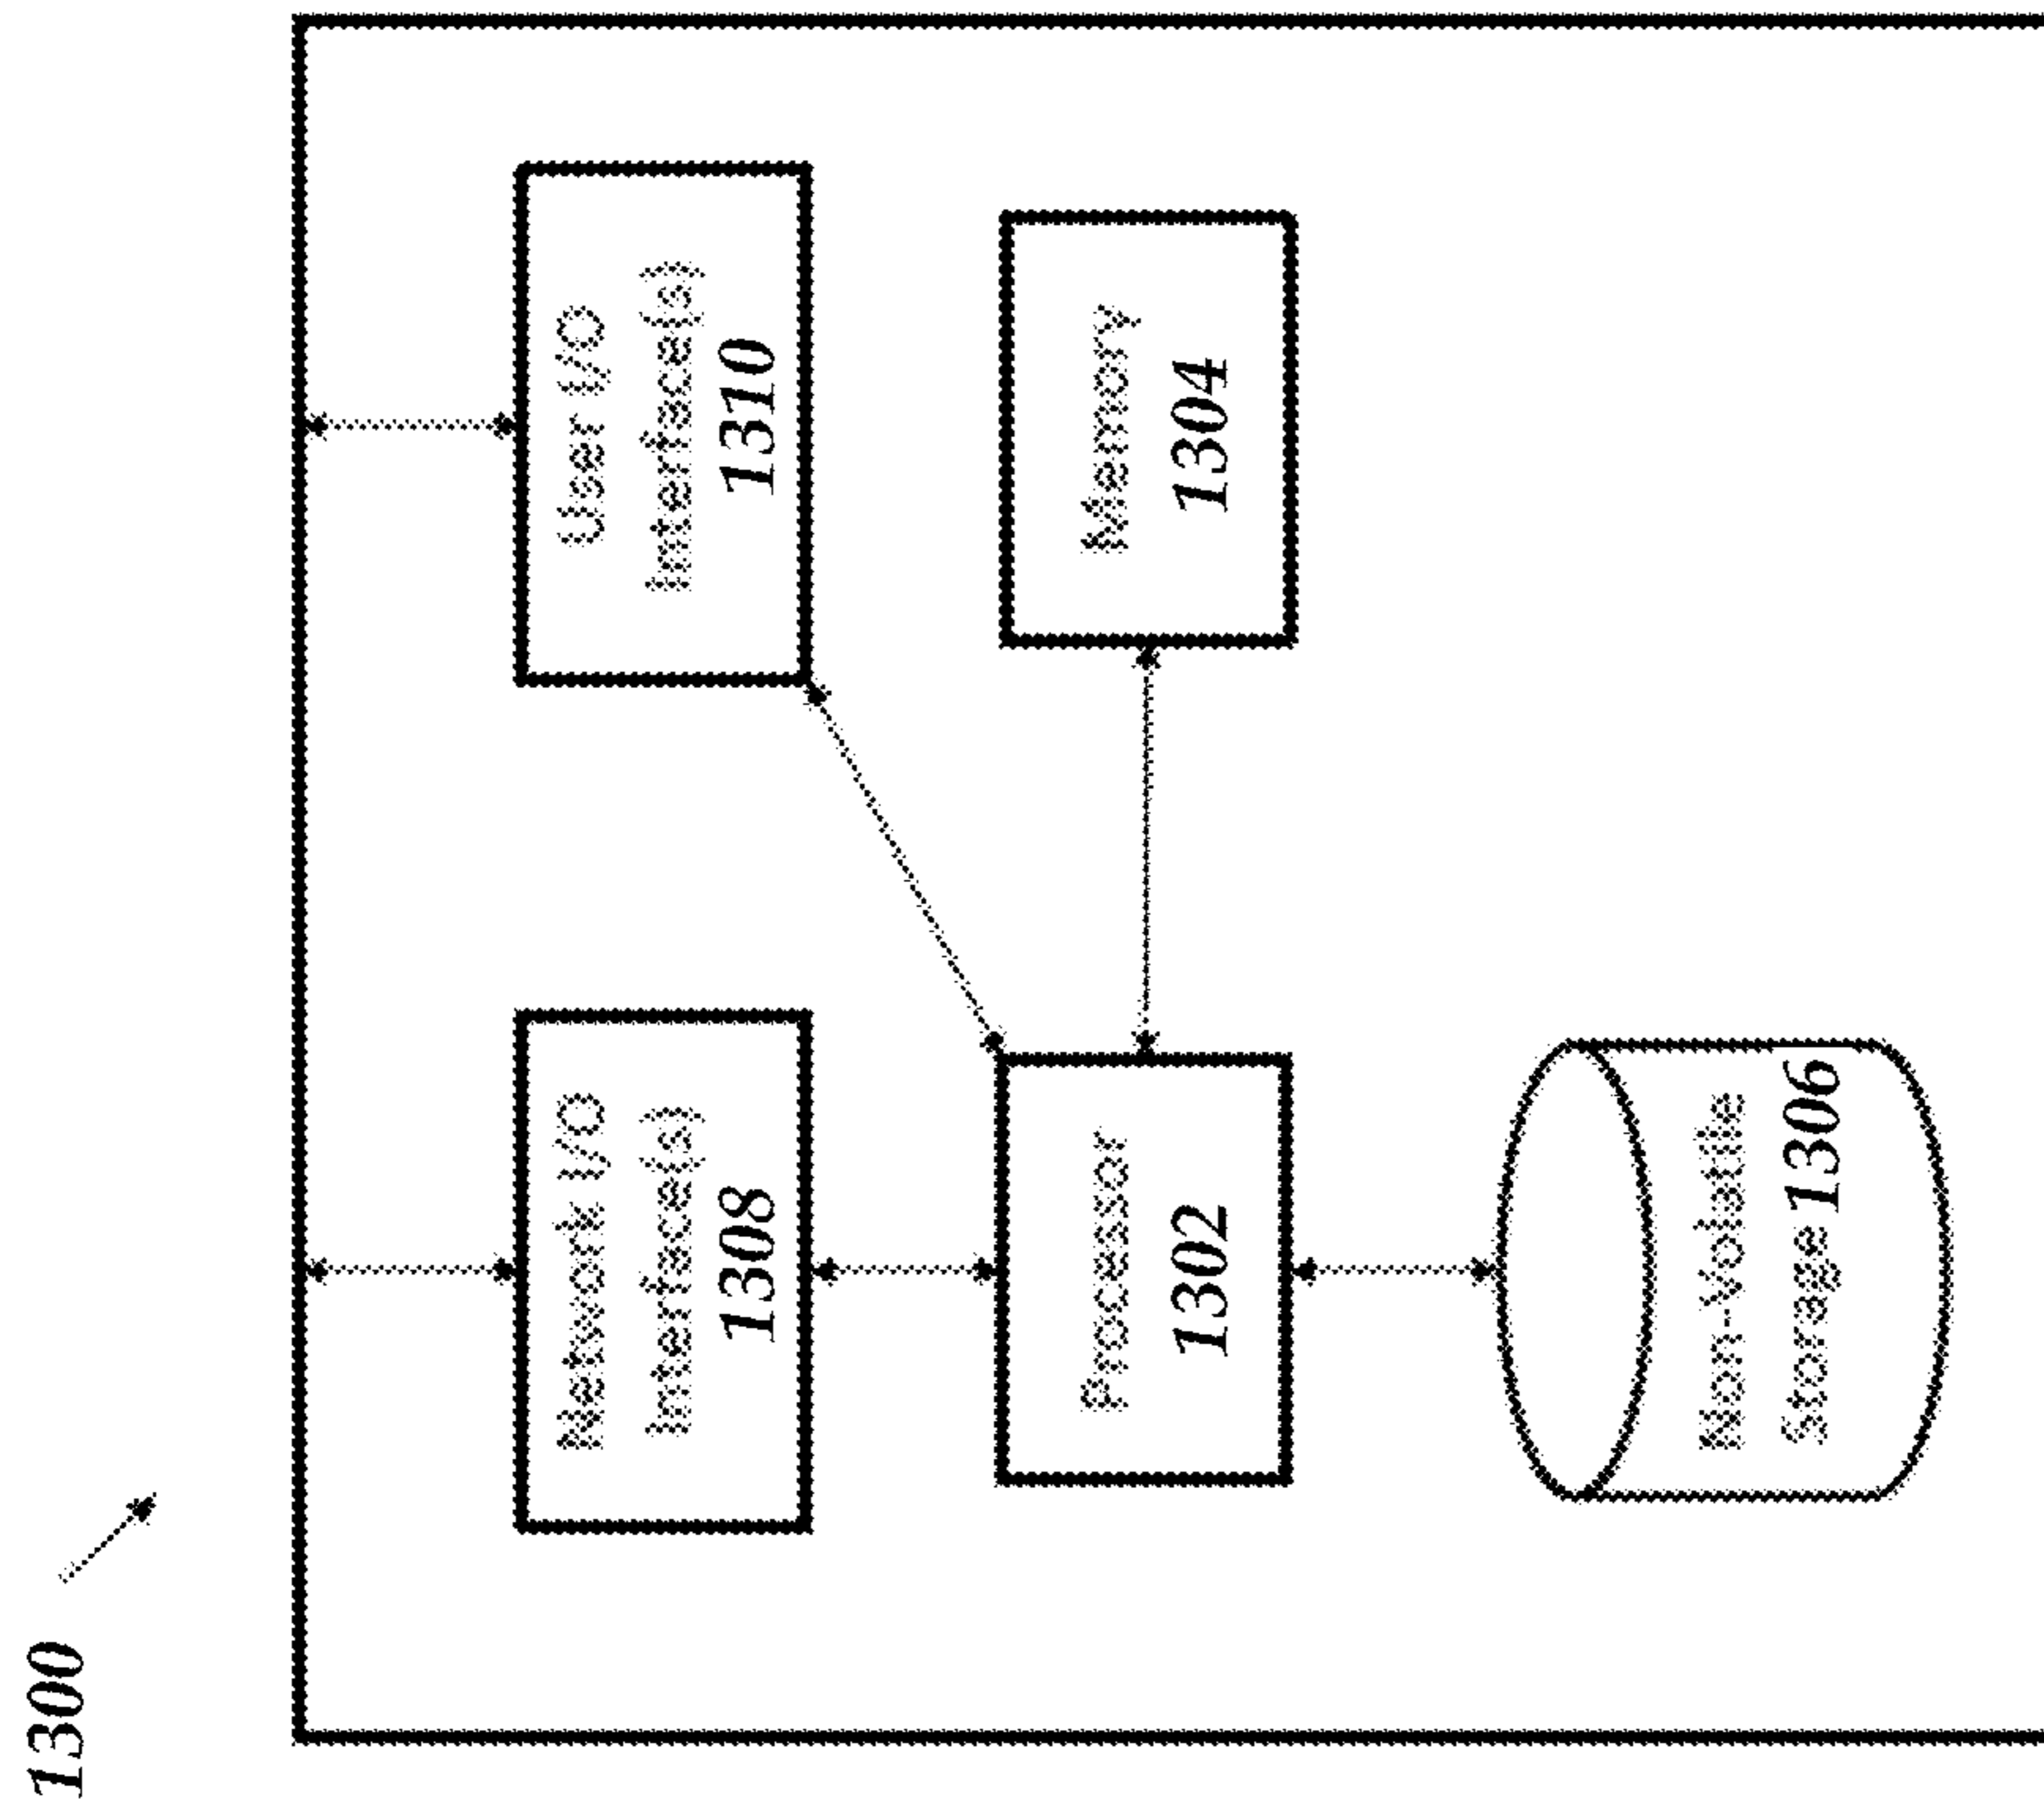 1300
Network I/O
Interface(s)
1308
User I/O
Interface(s)
1310
Processor
1302
Memory
1304
Non-volatile
Storage 1306